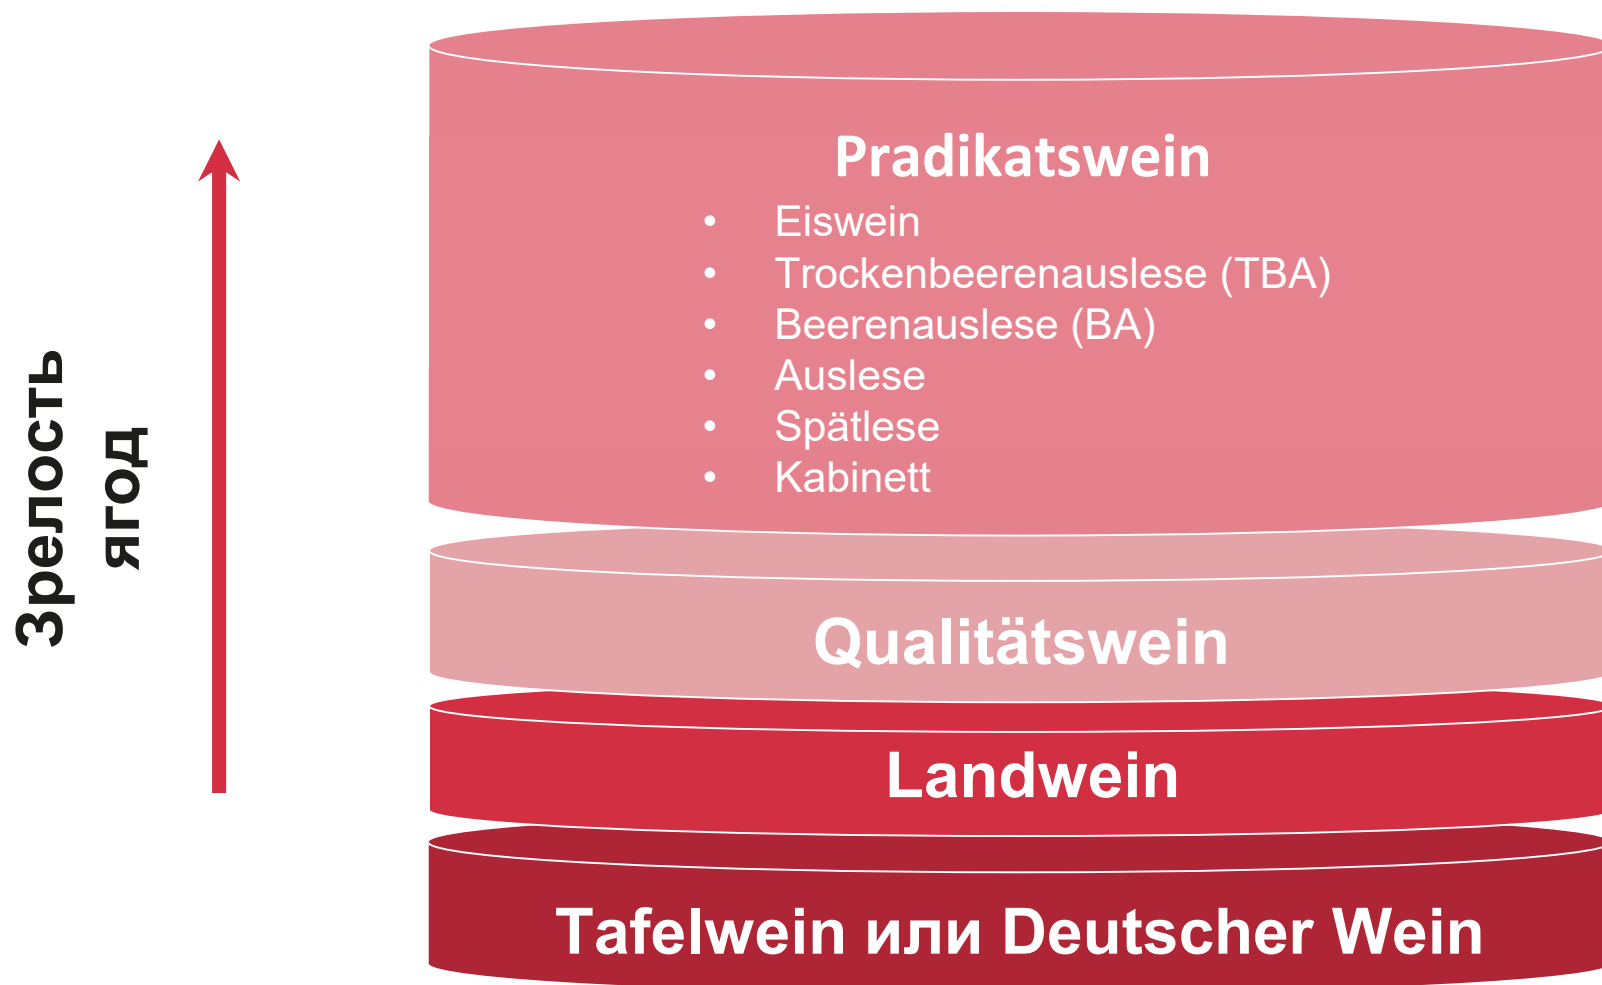 Зрелость
ягод
Pradikatswein
• Eiswein
• Trockenbeerenauslese (TBA)
• Beerenauslese (BA)
• Auslese
• Spätlese
• Kabinett
Qualitätswein
Landwein
Tafelwein или Deutscher Wein